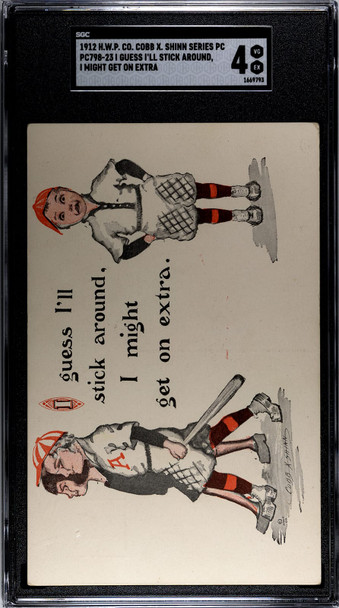 SGC
1912 H.W.P. CO. COBB X. SHINN SERIES PC
PC798-23 I GUESS I'LL STICK AROUND,
I MIGHT GET ON EXTRA
4
VG
EX
1669793
I guess I'll
stick around,
I might
get on extra.
A
COBB X SHINN